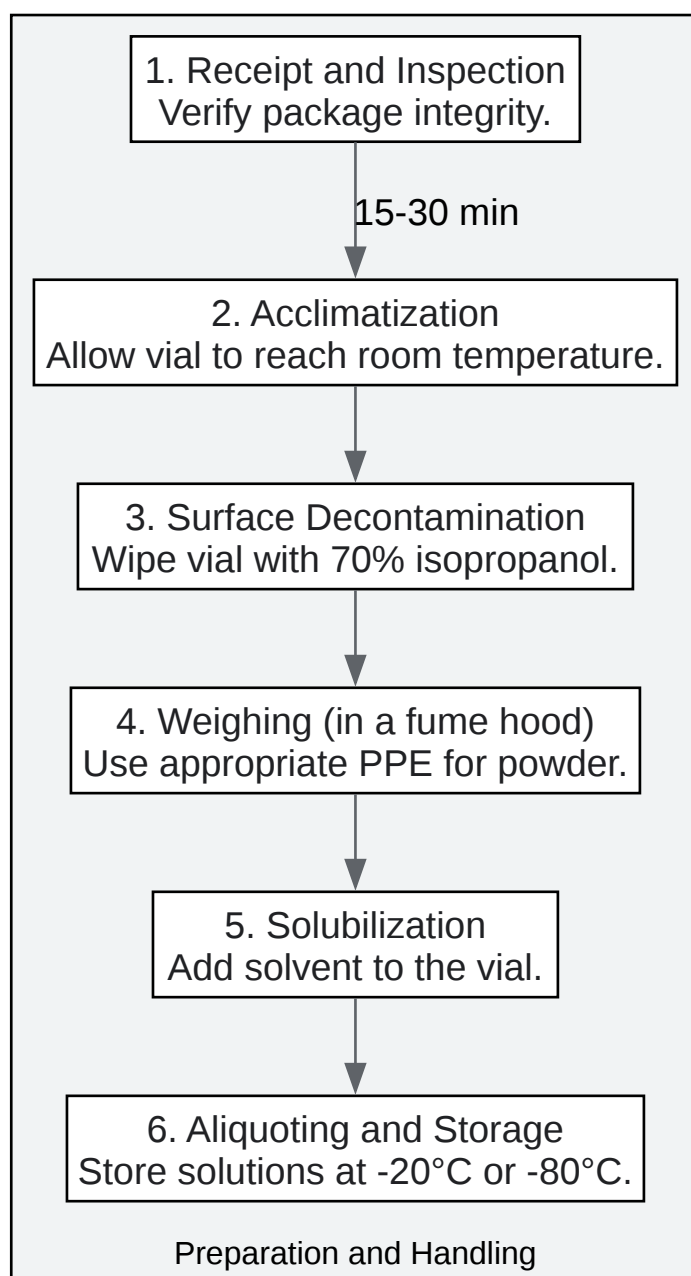 1. Receipt and Inspection
Verify package integrity.
15-30 min
2. Acclimatization
Allow vial to reach room temperature.
3. Surface Decontamination
Wipe vial with 70% isopropanol.
4. Weighing (in a fume hood)
Use appropriate PPE for powder.
5. Solubilization
Add solvent to the vial.
6. Aliquoting and Storage
Store solutions at -20°C or -80°C.
Preparation and Handling